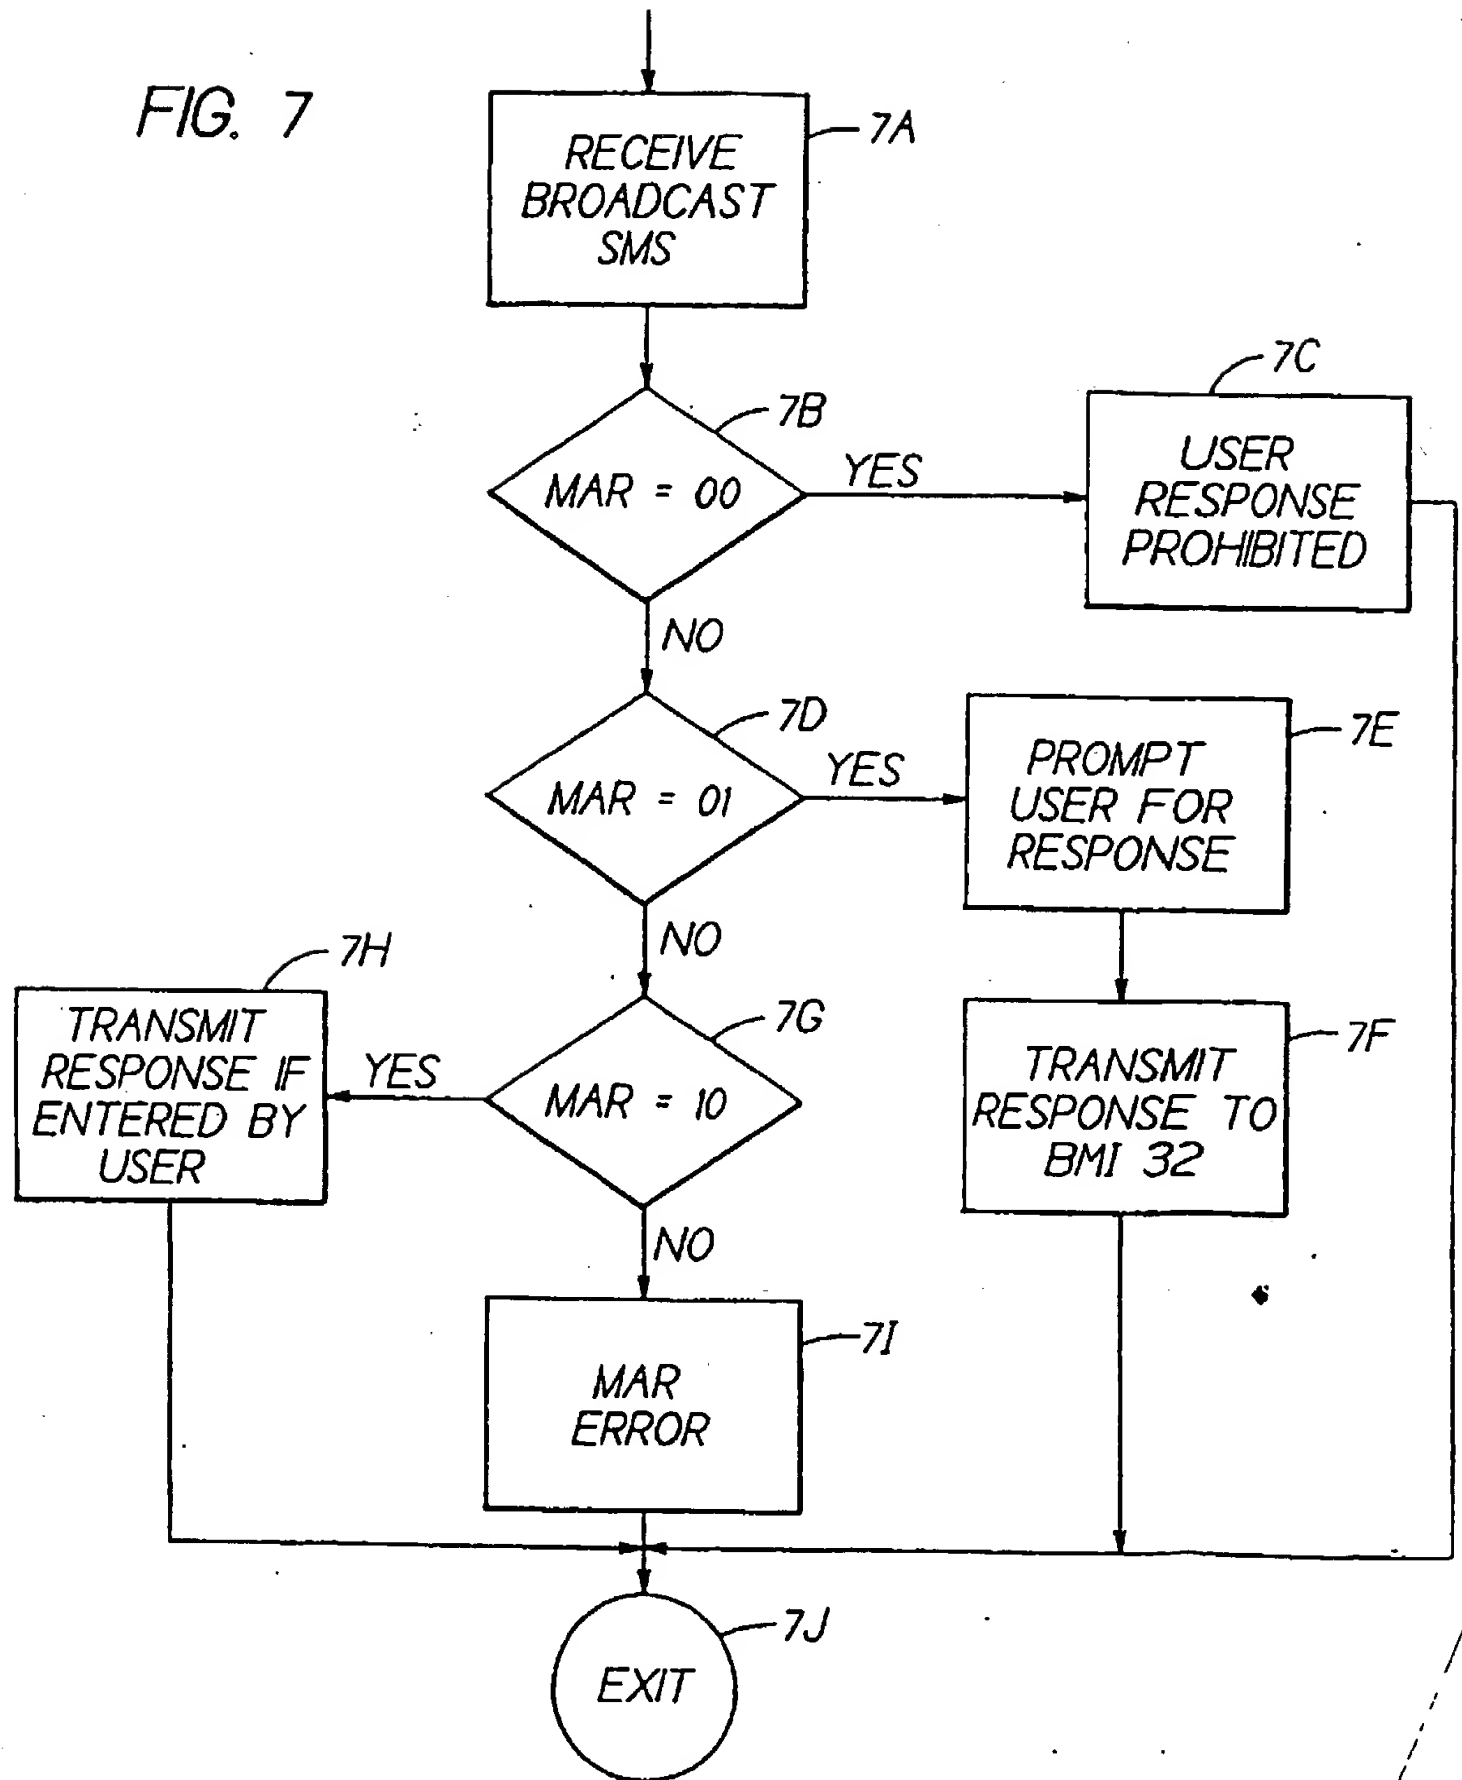 FIG. 7
7A
RECEIVE
BROADCAST
SMS
7B
MAR = 00
YES
7C
USER
RESPONSE
PROHIBITED
NO
7D
MAR = 01
YES
7E
PROMPT
USER FOR
RESPONSE
NO
7F
TRANSMIT
RESPONSE TO
BMI 32
7G
MAR = 10
YES
7H
TRANSMIT
RESPONSE IF
ENTERED BY
USER
NO
7I
MAR
ERROR
7J
EXIT